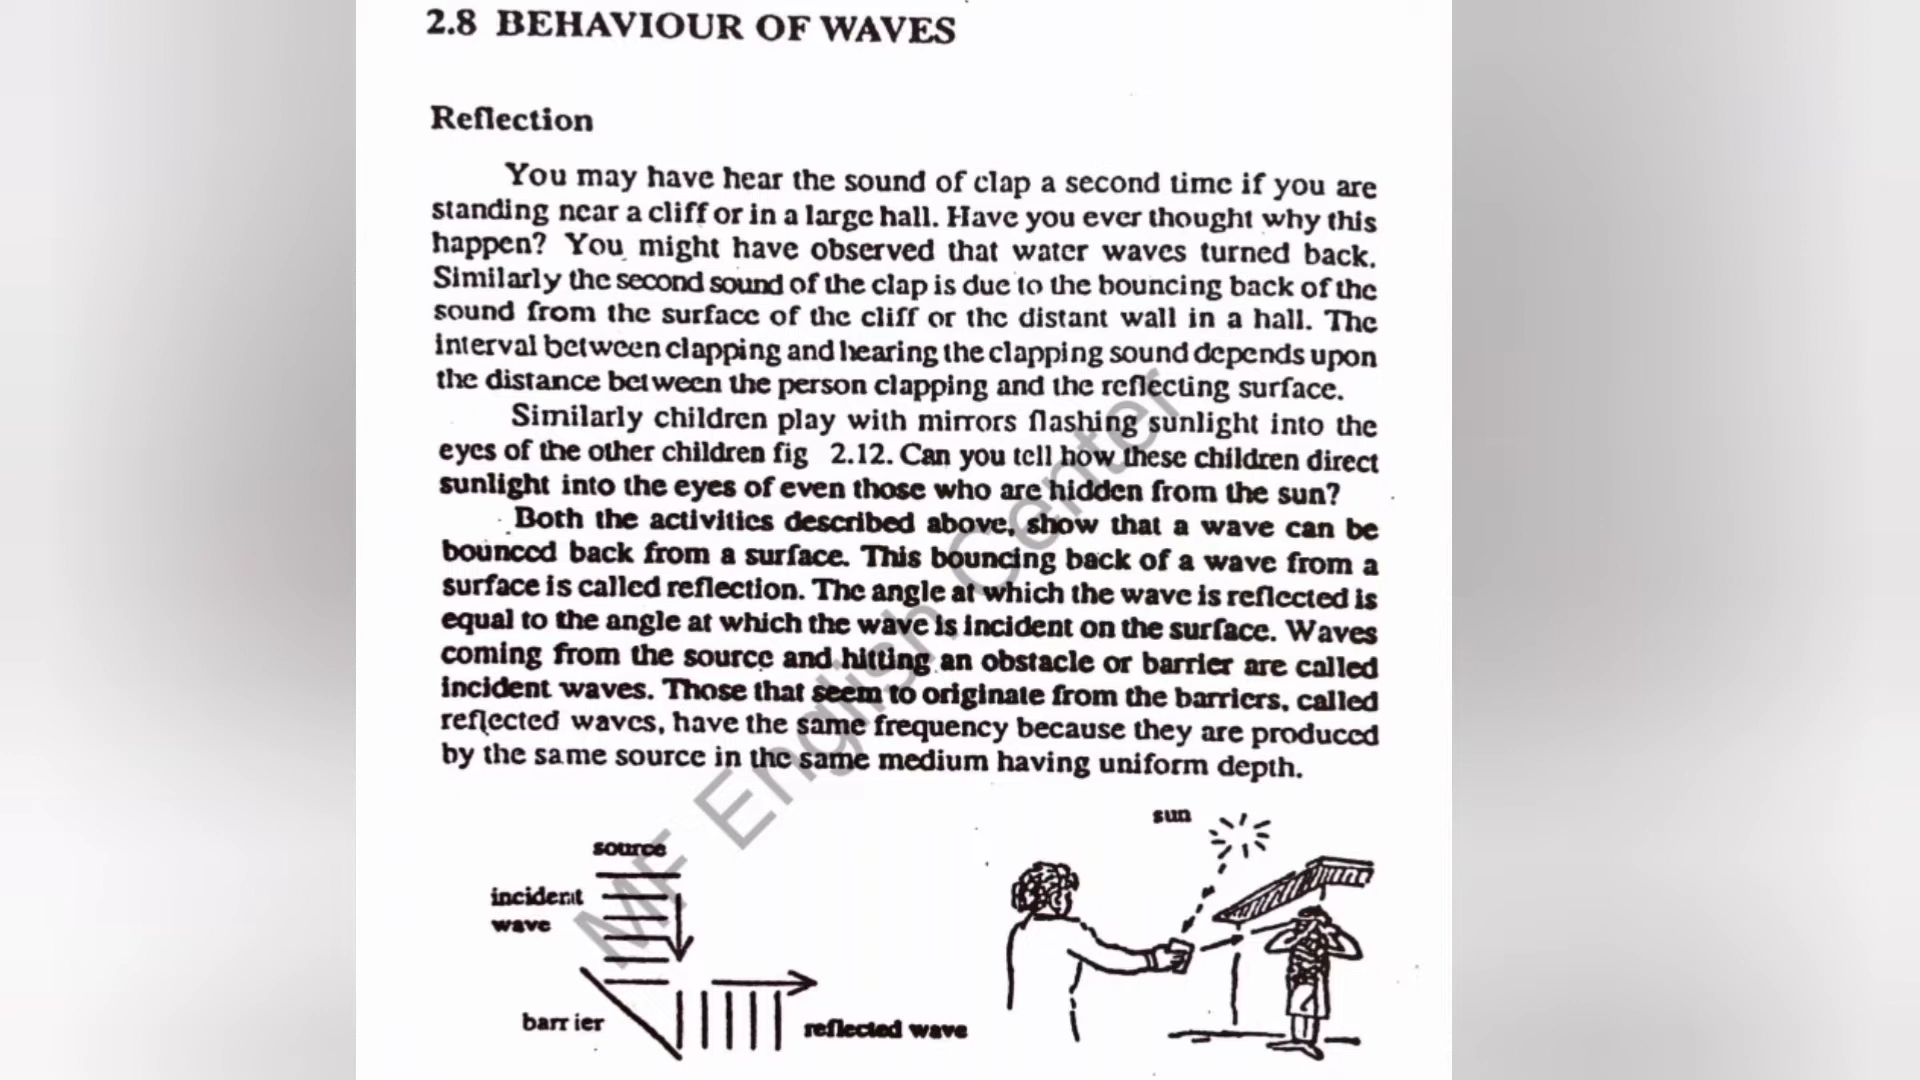 2.8 BEHAVIOUR OF WAVES
Reflection
You may have hear the sound of clap a second time if you are
standing near a cliff or in a large hall. Have you ever thought why this
happen? You might have observed that water waves turned back.
Similarly the second sound of the clap is due to the bouncing back of the
sound from the surface of the cliff or the distant wall in a hall. The
interval between clapping and hearing the clapping sound depends upon
the distance between the person clapping and the reflecting surface.
Similarly children play with mirrors flashing sunlight into the
eyes of the other children fig 2.12. Can you tell how these children direct
sunlight into the eyes of even those who are hidden from the sun?
Both the activities described above, show that a wave can be
bounced back from a surface. This bouncing back of a wave from a
surface is called reflection. The angle at which the wave is reflected is
equal to the angle at which the wave is incident on the surface. Waves
coming from the source and hitting an obstacle or barrier are called
incident waves. Those that seem to originate from the barriers, called
reflected waves, have the same frequency because they are produced
by the same source in the same medium having uniform depth.
MF English Center
sun
source
incident
wave
barrier
reflected wave